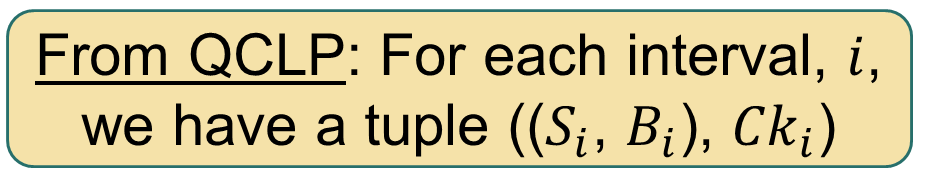 From QCLP: For each interval, 𝑖,
we have a tuple ((𝑆ᵢ, 𝐵ᵢ), 𝐶𝑘ᵢ)